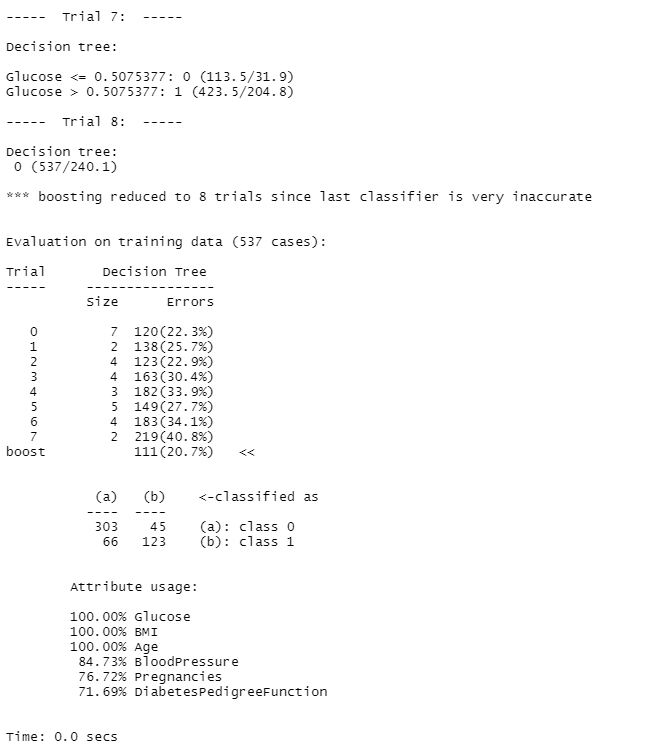 -----  Trial 7:  -----
Decision tree:
Glucose <= 0.5075377: 0 (113.5/31.9)
Glucose > 0.5075377: 1 (423.5/204.8)
-----  Trial 8:  -----
Decision tree:
 0 (537/240.1)
*** boosting reduced to 8 trials since last classifier is very inaccurate
Evaluation on training data (537 cases):
Trial	    Decision Tree
-----	  ----------------
	  Size      Errors
   0	     7  120(22.3%)
   1	     2  138(25.7%)
   2	     4  123(22.9%)
   3	     4  163(30.4%)
   4	     3  182(33.9%)
   5	     5  149(27.7%)
   6	     4  183(34.1%)
   7	     2  219(40.8%)
boost	        111(20.7%)   <<
	   (a)   (b)    <-classified as
	  ----  ----
	   303    45    (a): class 0
	    66   123    (b): class 1
	Attribute usage:
	100.00% Glucose
	100.00% BMI
	100.00% Age
	 84.73% BloodPressure
	 76.72% Pregnancies
	 71.69% DiabetesPedigreeFunction
Time: 0.0 secs